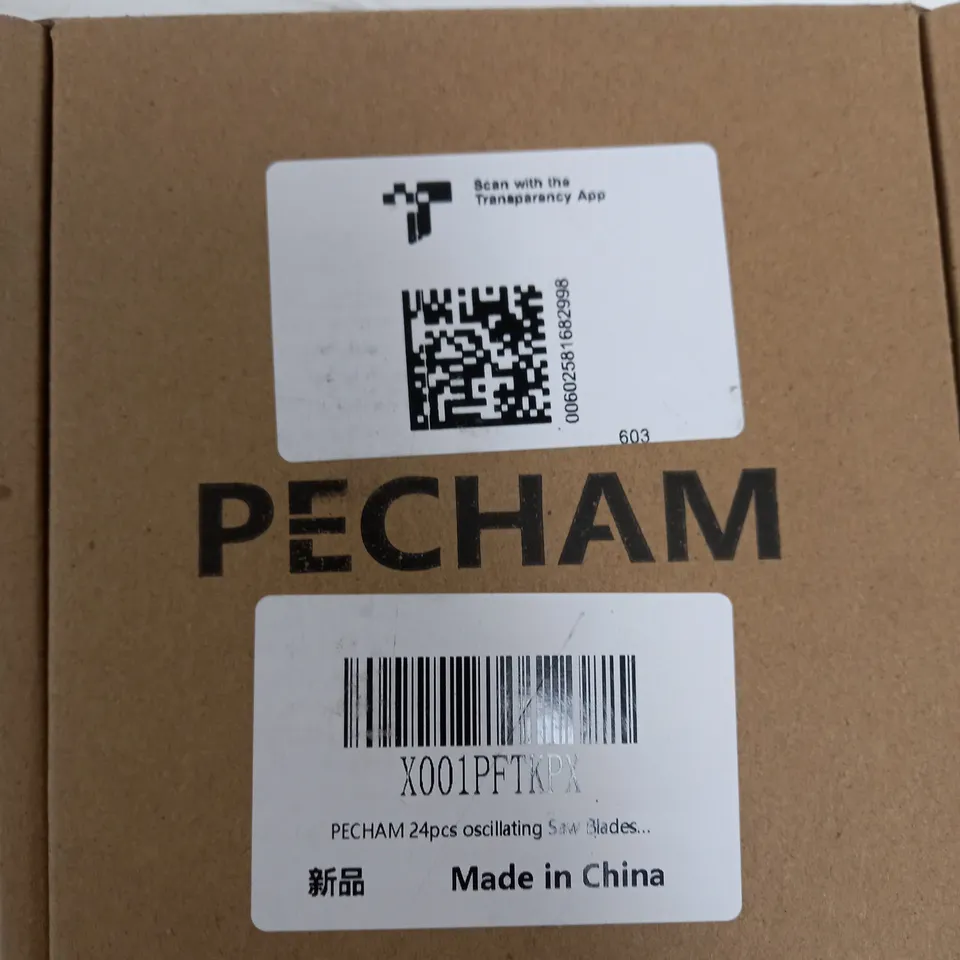 Scan with the
Transparency App
00602581682998
603
PECHAM
X001PFTKPX
PECHAM 24pcs oscillating Saw Blades...
新品
Made in China